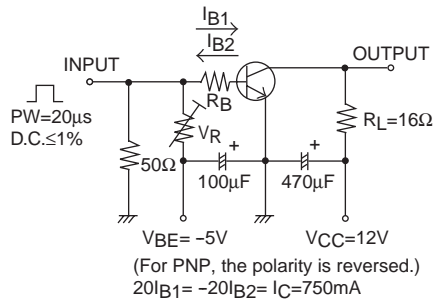 IB1
IB2
INPUT
OUTPUT
RB
PW=20μs
D.C.≤1%
VR
RL=16Ω
50Ω
+
+
100μF
470μF
VBE= –5V
VCC=12V
(For PNP, the polarity is reversed.)
20IB1= –20IB2= IC=750mA